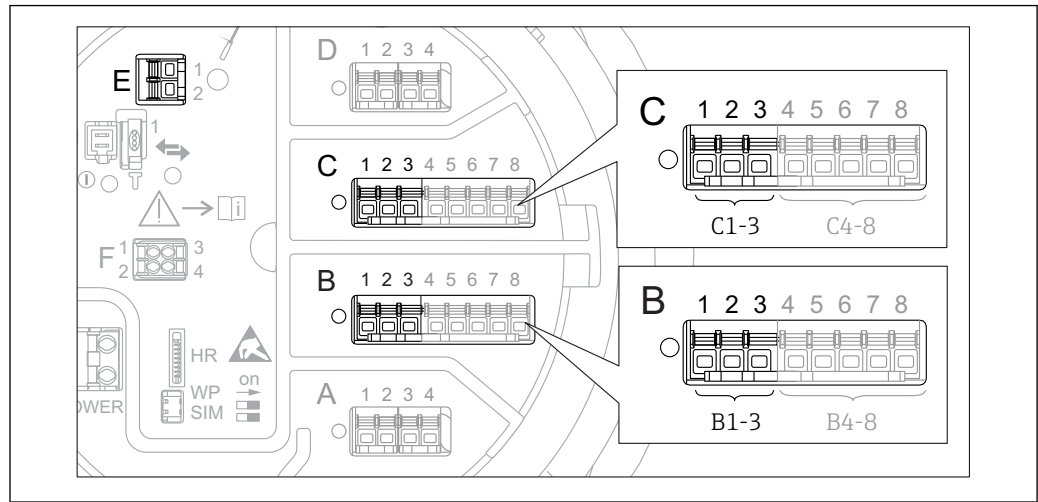 D 1 2 3 4
E 1
2
1
C 1 2 3 4 5 6 7 8
C 1 2 3 4 5 6 7 8
C1-3 C4-8
i
F 1 3
2 4
B 1 2 3 4 5 6 7 8
B 1 2 3 4 5 6 7 8
B1-3 B4-8
HR
WP on
SIM
OWER
A 1 2 3 4